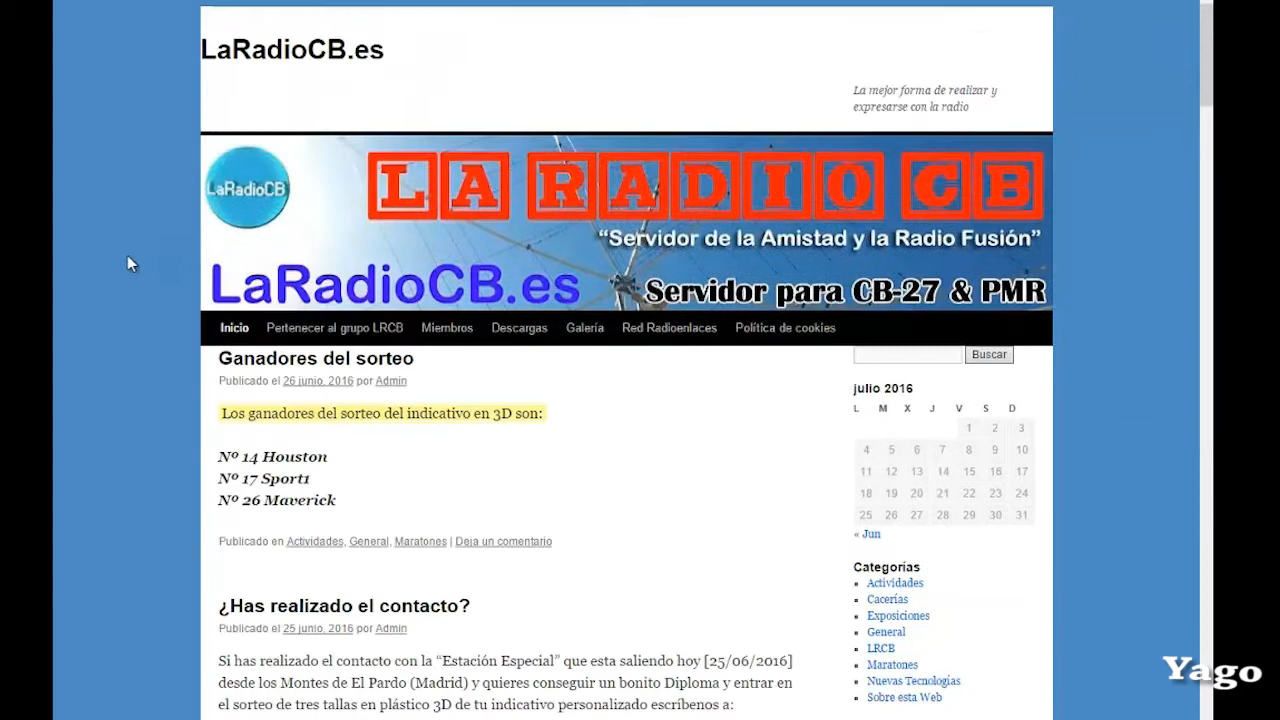 LaRadioCB.es
La mejor forma de realizar y
expresarse con la radio
LaRadioCB
LA RADIO CB
“Servidor de la Amistad y la Radio Fusión”
LaRadioCB.es
Servidor para CB-27 & PMR
Inicio Pertenecer al grupo LRCB Miembros Descargas Galería Red Radioenlaces Política de cookies
Ganadores del sorteo
Publicado el 26 junio, 2016 por Admin
Los ganadores del sorteo del indicativo en 3D son:
Nº 14 Houston
Nº 17 Sport1
Nº 26 Maverick
Publicado en Actividades, General, Maratones | Deja un comentario
¿Has realizado el contacto?
Publicado el 25 junio, 2016 por Admin
Si has realizado el contacto con la “Estación Especial” que esta saliendo hoy [25/06/2016]
desde los Montes de El Pardo (Madrid) y quieres conseguir un bonito Diploma y entrar en
el sorteo de tres tallas en plástico 3D de tu indicativo personalizado escríbenos a:
Buscar
julio 2016
L M X J V S D
1 2 3
4 5 6 7 8 9 10
11 12 13 14 15 16 17
18 19 20 21 22 23 24
25 26 27 28 29 30 31
« Jun
Categorías
Actividades
Cacerías
Exposiciones
General
LRCB
Maratones
Nuevas Tecnologías
Sobre esta Web
Yago